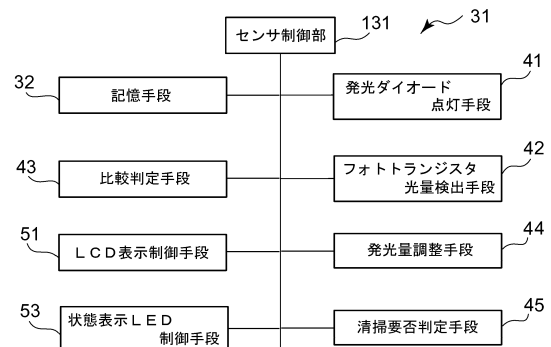 センサ制御部
131
31
32
記憶手段
発光ダイオード
点灯手段
41
43
比較判定手段
フォトトランジスタ
光量検出手段
42
51
ＬＣＤ表示制御手段
発光量調整手段
44
53
状態表示ＬＥＤ
制御手段
清掃要否判定手段
45